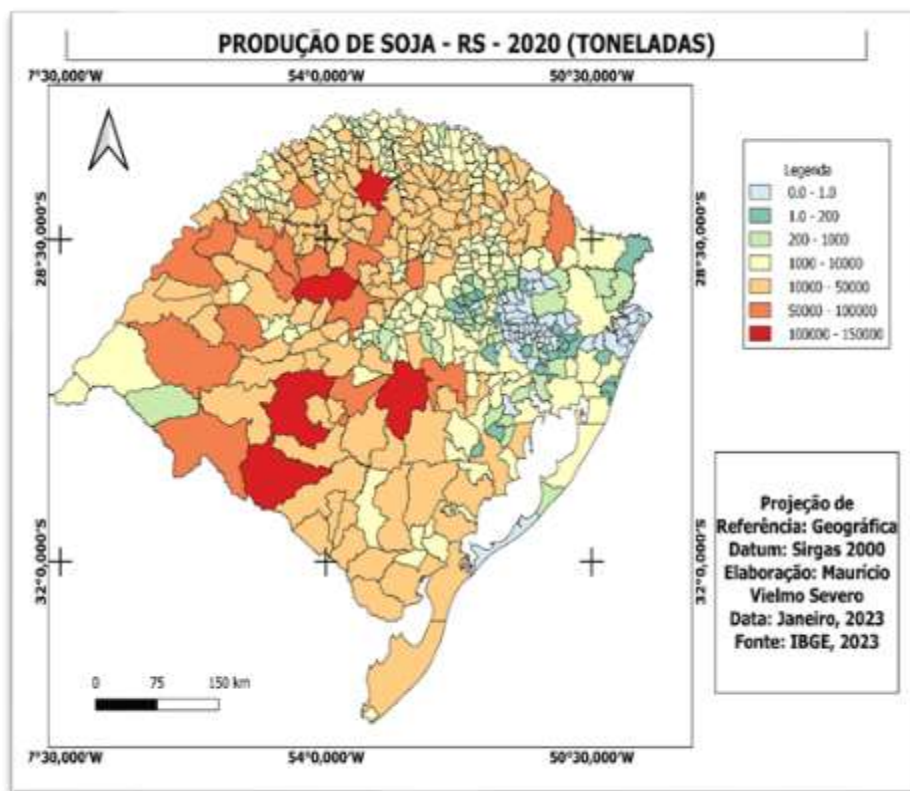 PRODUÇÃO DE SOJA - RS - 2020 (TONELADAS)
7°30,000'W 54°0,000'W 50°30,000'W
28°30,000'S 28°30,000'S
32°0,000'S 32°0,000'S
0 75 150 km
7°30,000'W 54°0,000'W 50°30,000'W
Legenda
0.0 - 1.0
1.0 - 200
200 - 1000
1000 - 10000
10000 - 50000
50000 - 100000
100000 - 150000
Projeção de
Referência: Geográfica
Datum: Sirgas 2000
Elaboração: Maurício
Vielmo Severo
Data: Janeiro, 2023
Fonte: IBGE, 2023